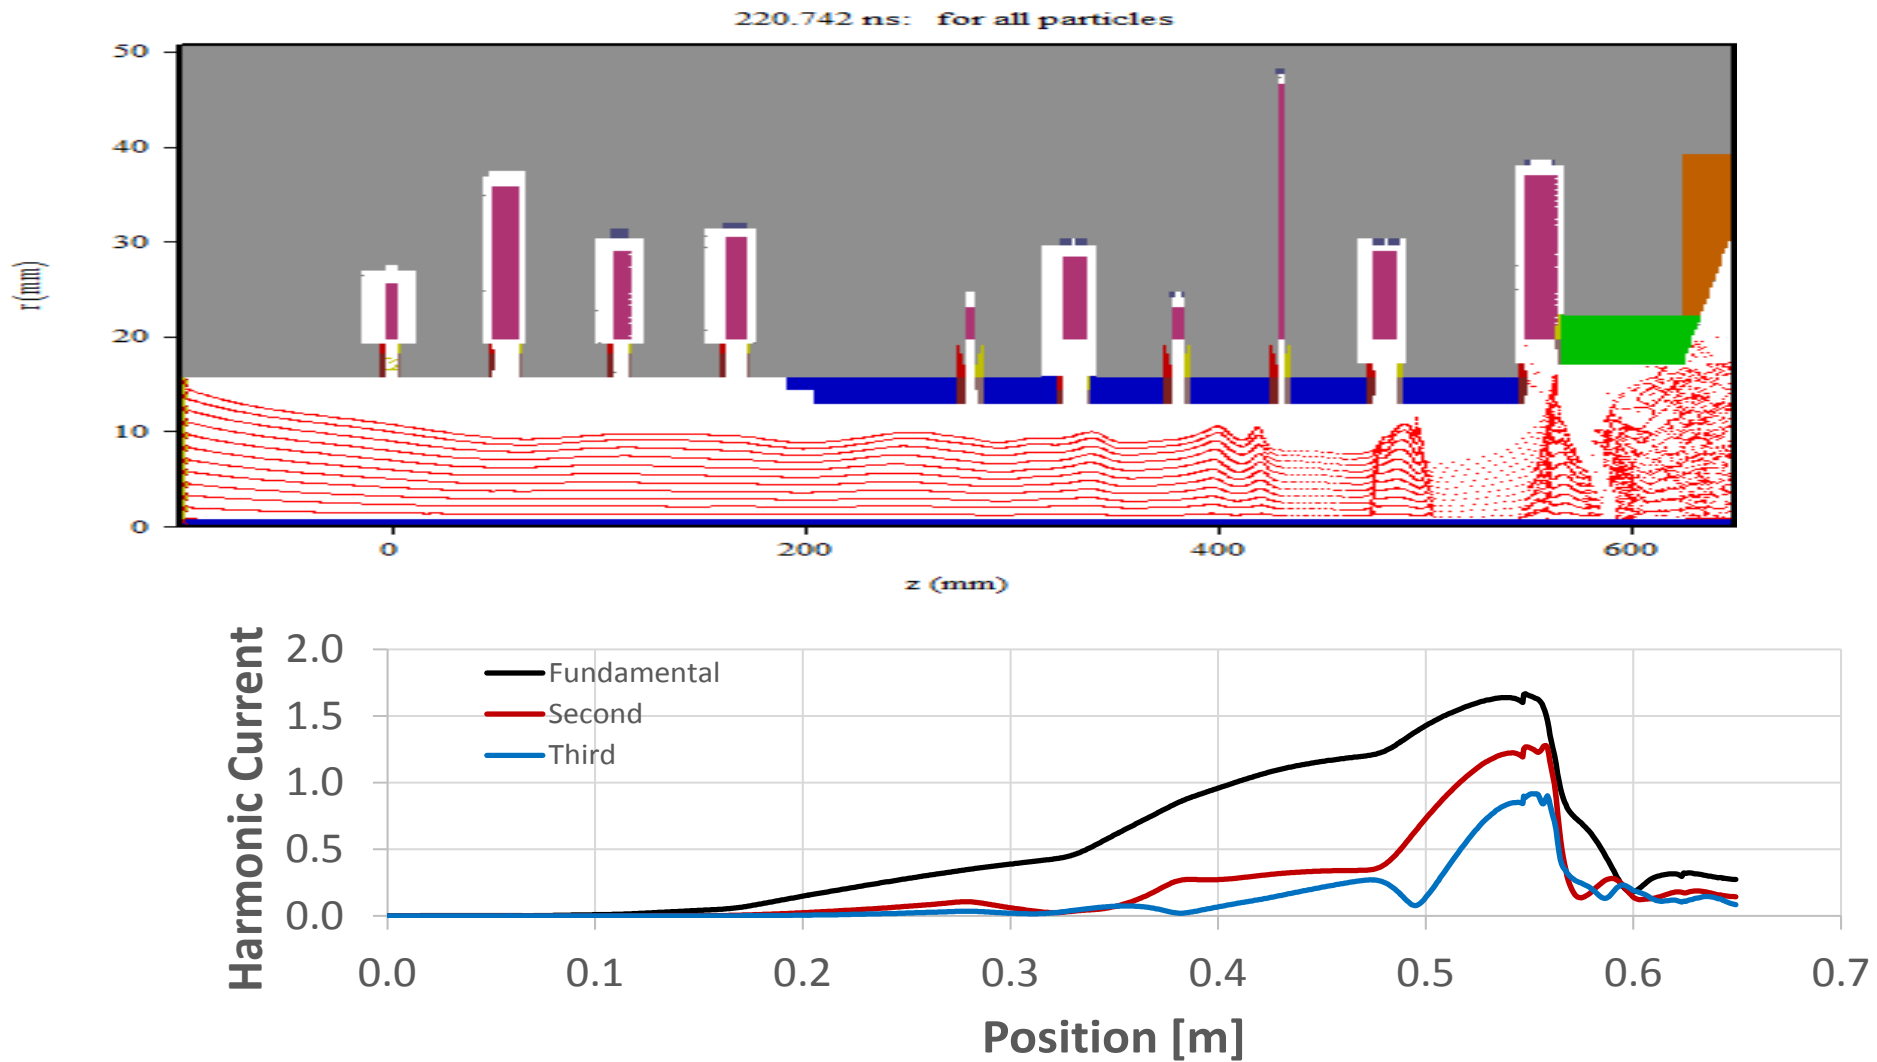 220.742 ns: for all particles
50
40
30
20
10
0
r(mm)
0 200 400 600
z (mm)
Harmonic Current
2.0
1.5
1.0
0.5
0.0
Fundamental
Second
Third
0.0 0.1 0.2 0.3 0.4 0.5 0.6 0.7
Position [m]